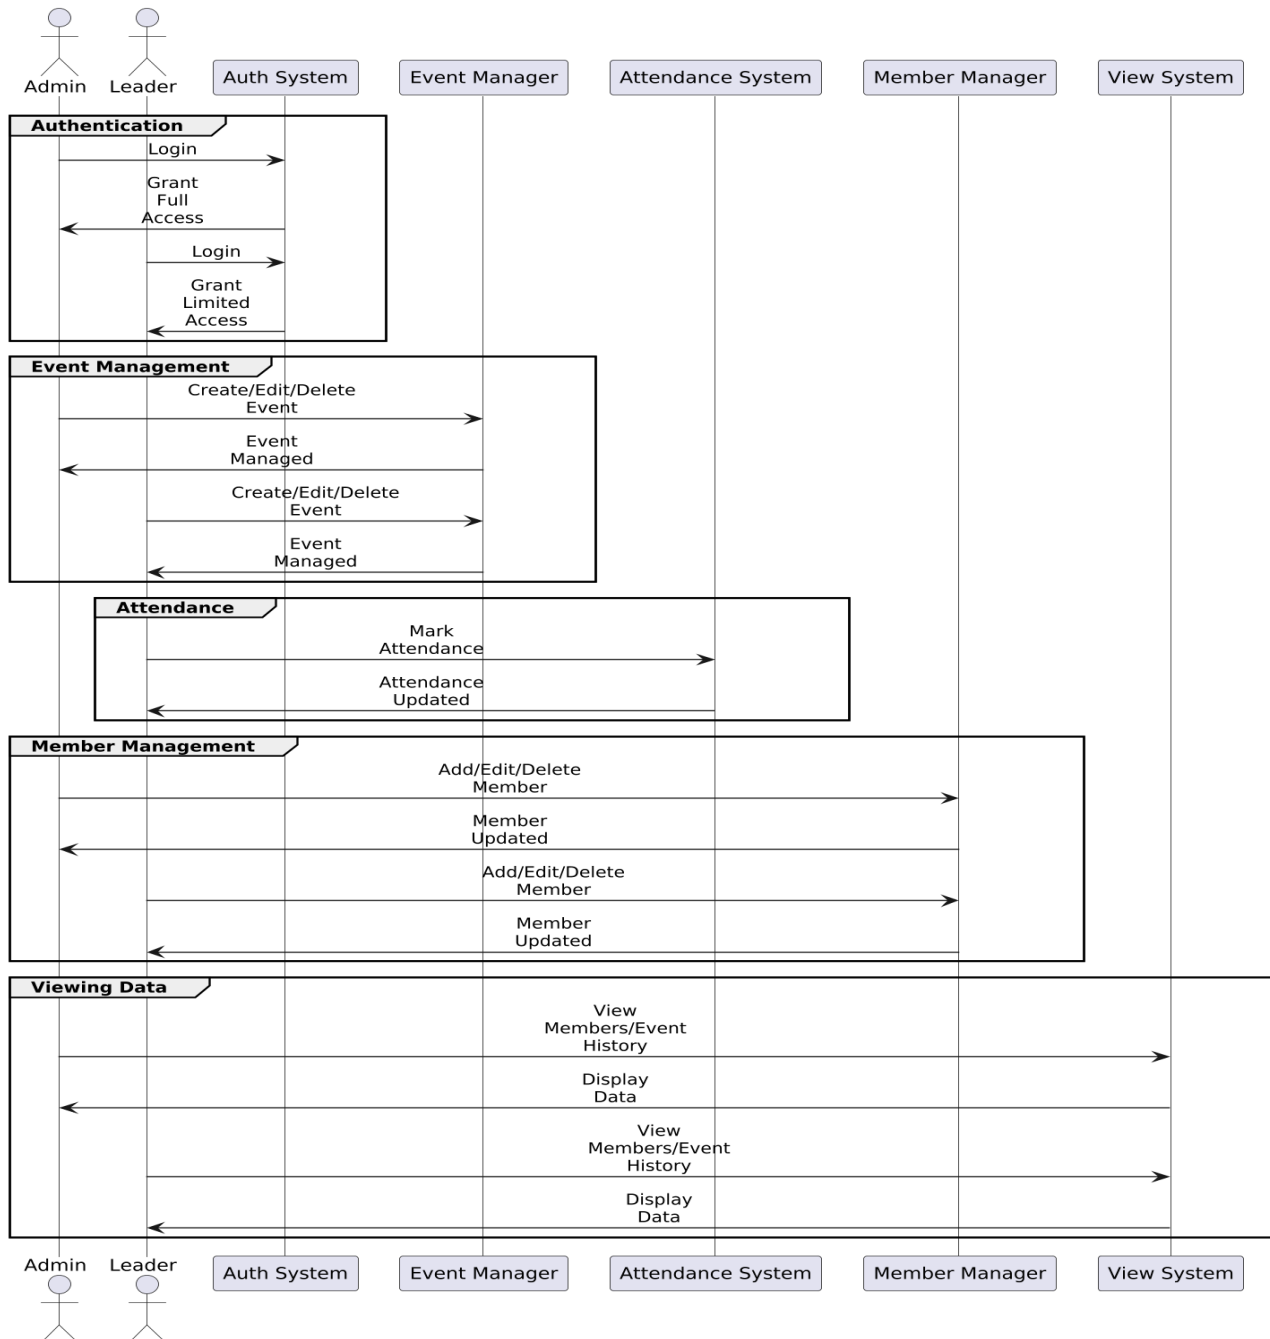 Admin
Leader
Auth System
Event Manager
Attendance System
Member Manager
View System
Authentication
Login
Grant
Full
Access
Login
Grant
Limited
Access
Event Management
Create/Edit/Delete
Event
Event
Managed
Create/Edit/Delete
Event
Event
Managed
Attendance
Mark
Attendance
Attendance
Updated
Member Management
Add/Edit/Delete
Member
Member
Updated
Add/Edit/Delete
Member
Member
Updated
Viewing Data
View
Members/Event
History
Display
Data
View
Members/Event
History
Display
Data
Admin
Leader
Auth System
Event Manager
Attendance System
Member Manager
View System